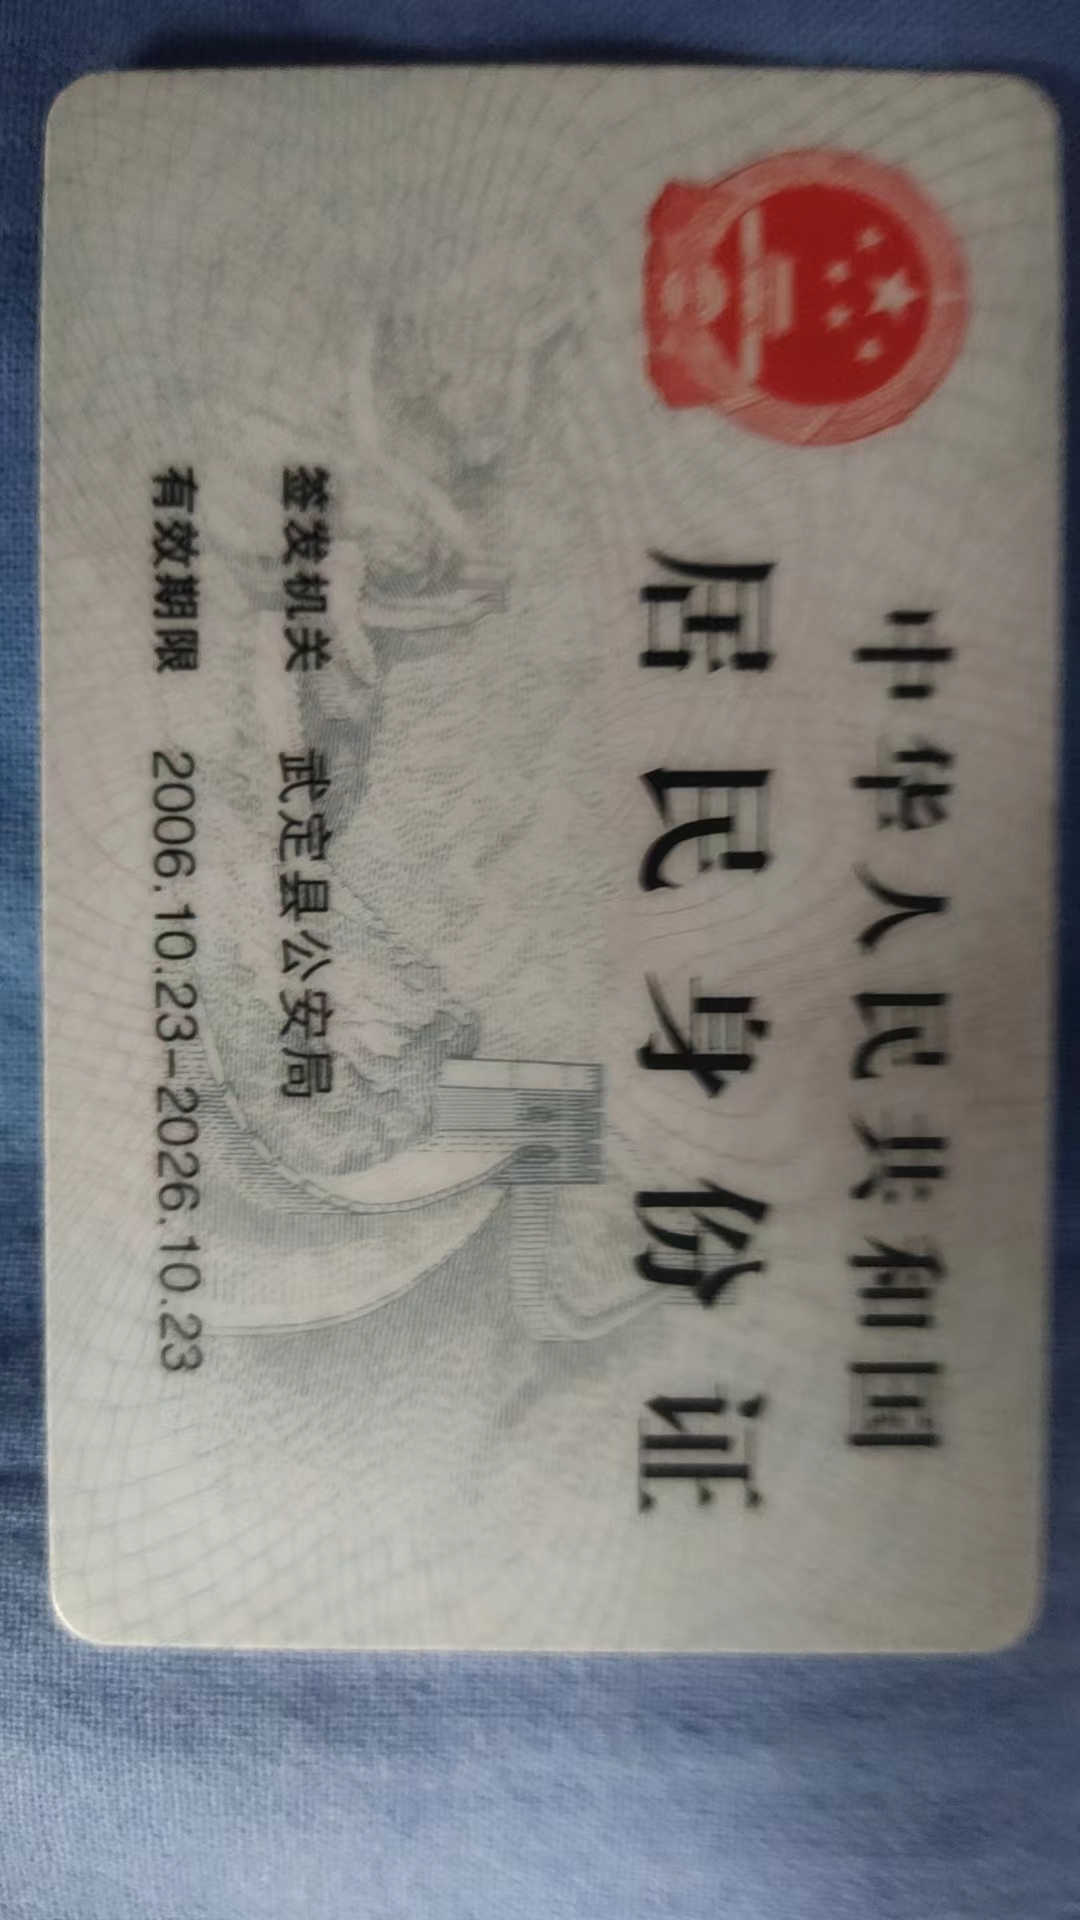 中华人民共和国
居民身份证
签发机关 武定县公安局
有效期限 2006.10.23-2026.10.23